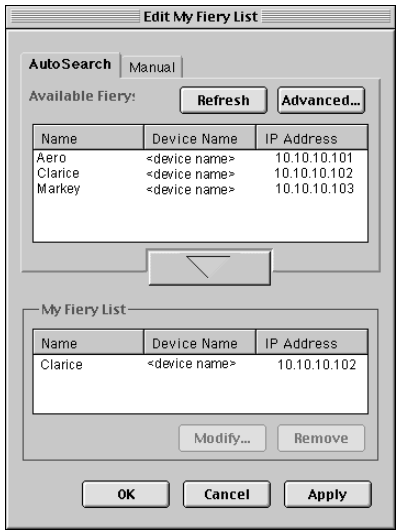 Edit My Fiery List
AutoSearch Manual
Available Fiery: Refresh Advanced...
Name Device Name IP Address
Aero <device name> 10.10.10.101
Clarice <device name> 10.10.10.102
Markey <device name> 10.10.10.103
My Fiery List
Name Device Name IP Address
Clarice <device name> 10.10.10.102
Modify... Remove
OK Cancel Apply